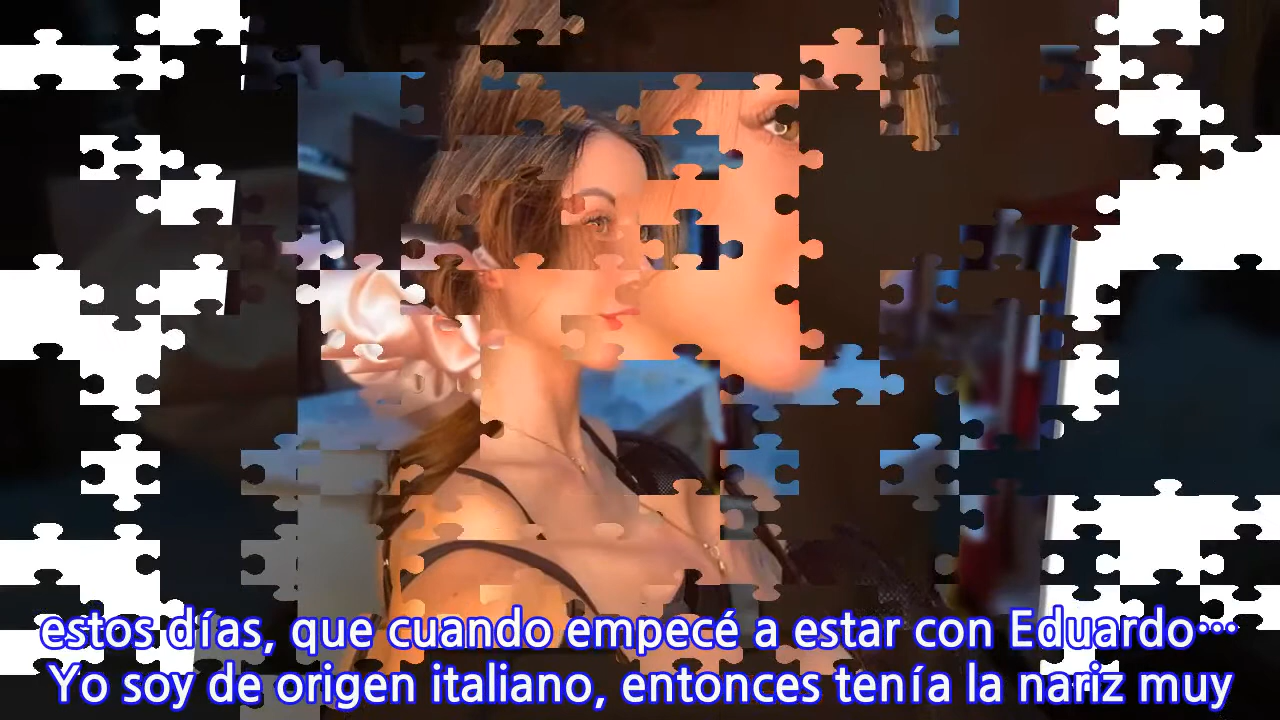 estos días, que cuando empecé a estar con Eduardo…
Yo soy de origen italiano, entonces tenía la nariz muy